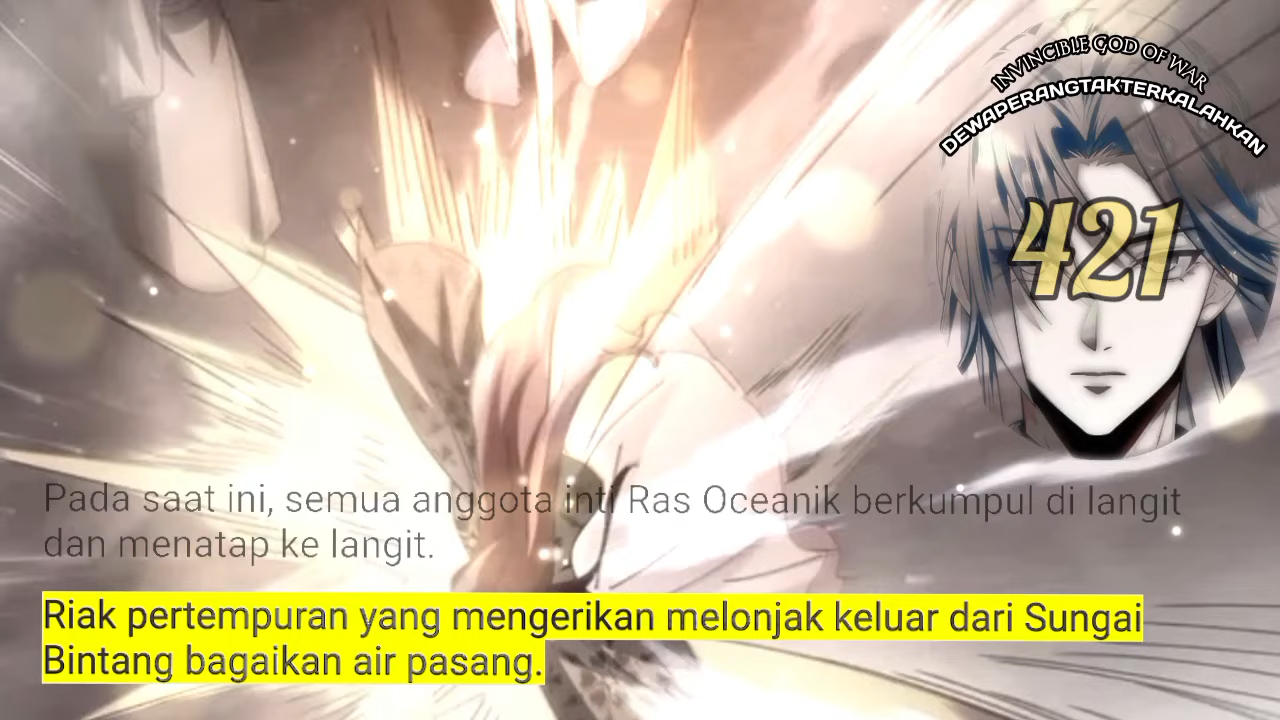 INVINCIBLE GOD OF WAR
DEWAPERANGTAKTERKALAHKAN
421
Pada saat ini, semua anggota inti Ras Oceanik berkumpul di langit
dan menatap ke langit.
Riak pertempuran yang mengerikan melonjak keluar dari Sungai
Bintang bagaikan air pasang.